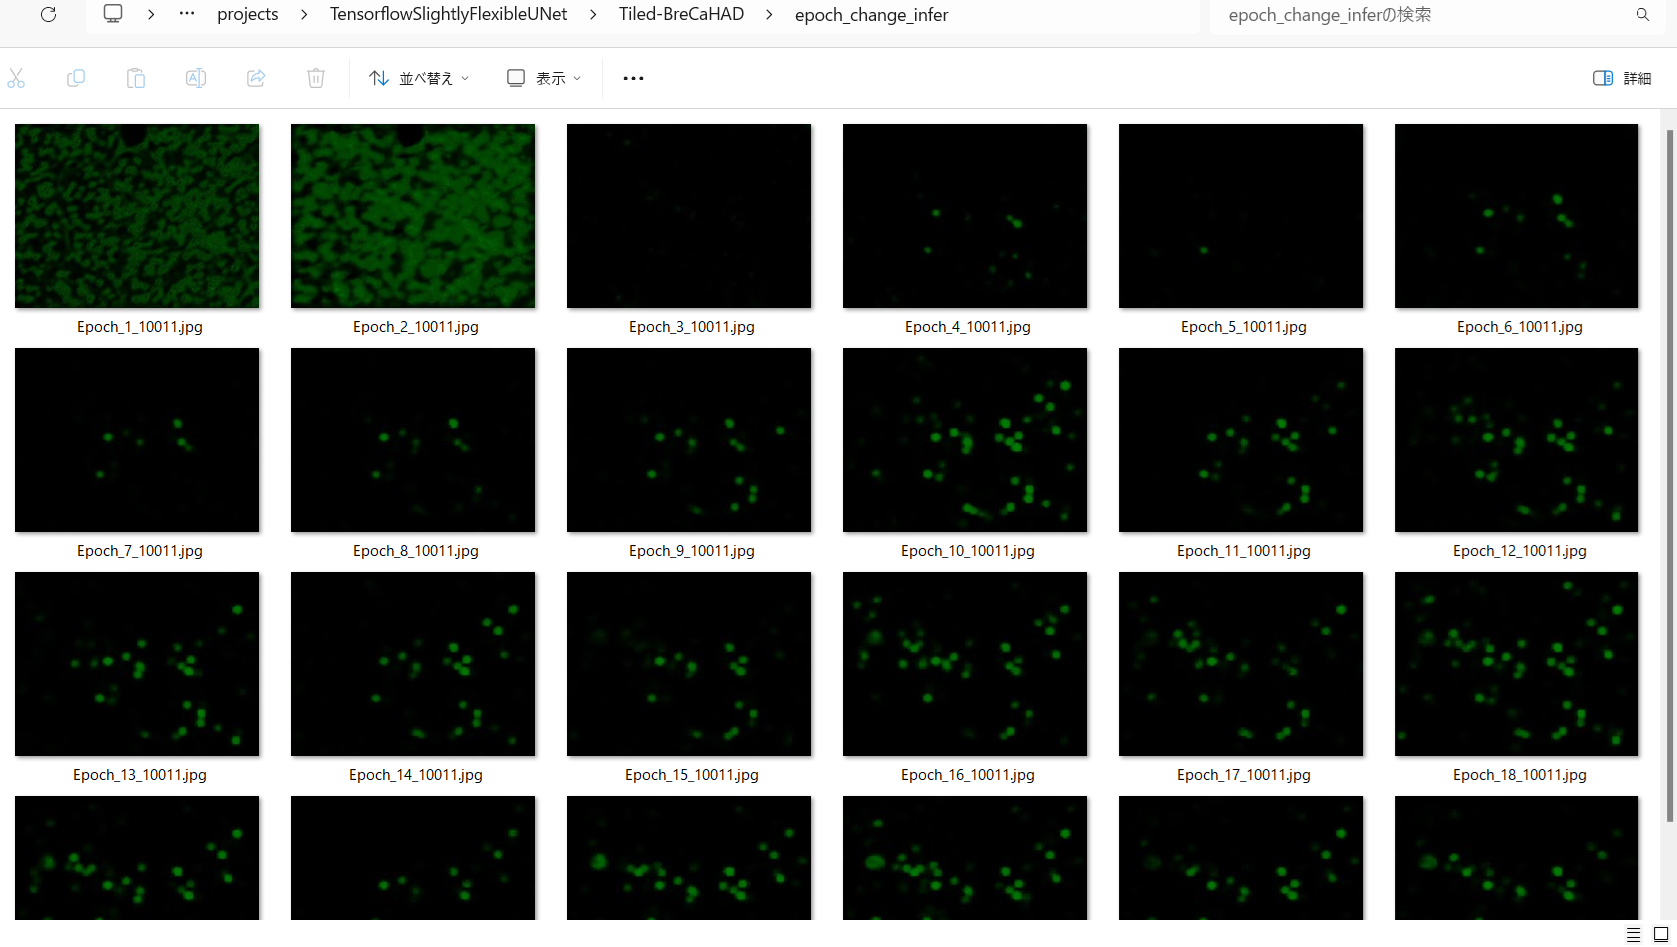 projects > TensorflowSlightlyFlexibleUNet > Tiled-BreCaHAD > epoch_change_infer
epoch_change_inferの検索
並べ替え 表示 詳細
Epoch_1_10011.jpg Epoch_2_10011.jpg Epoch_3_10011.jpg Epoch_4_10011.jpg Epoch_5_10011.jpg Epoch_6_10011.jpg
Epoch_7_10011.jpg Epoch_8_10011.jpg Epoch_9_10011.jpg Epoch_10_10011.jpg Epoch_11_10011.jpg Epoch_12_10011.jpg
Epoch_13_10011.jpg Epoch_14_10011.jpg Epoch_15_10011.jpg Epoch_16_10011.jpg Epoch_17_10011.jpg Epoch_18_10011.jpg